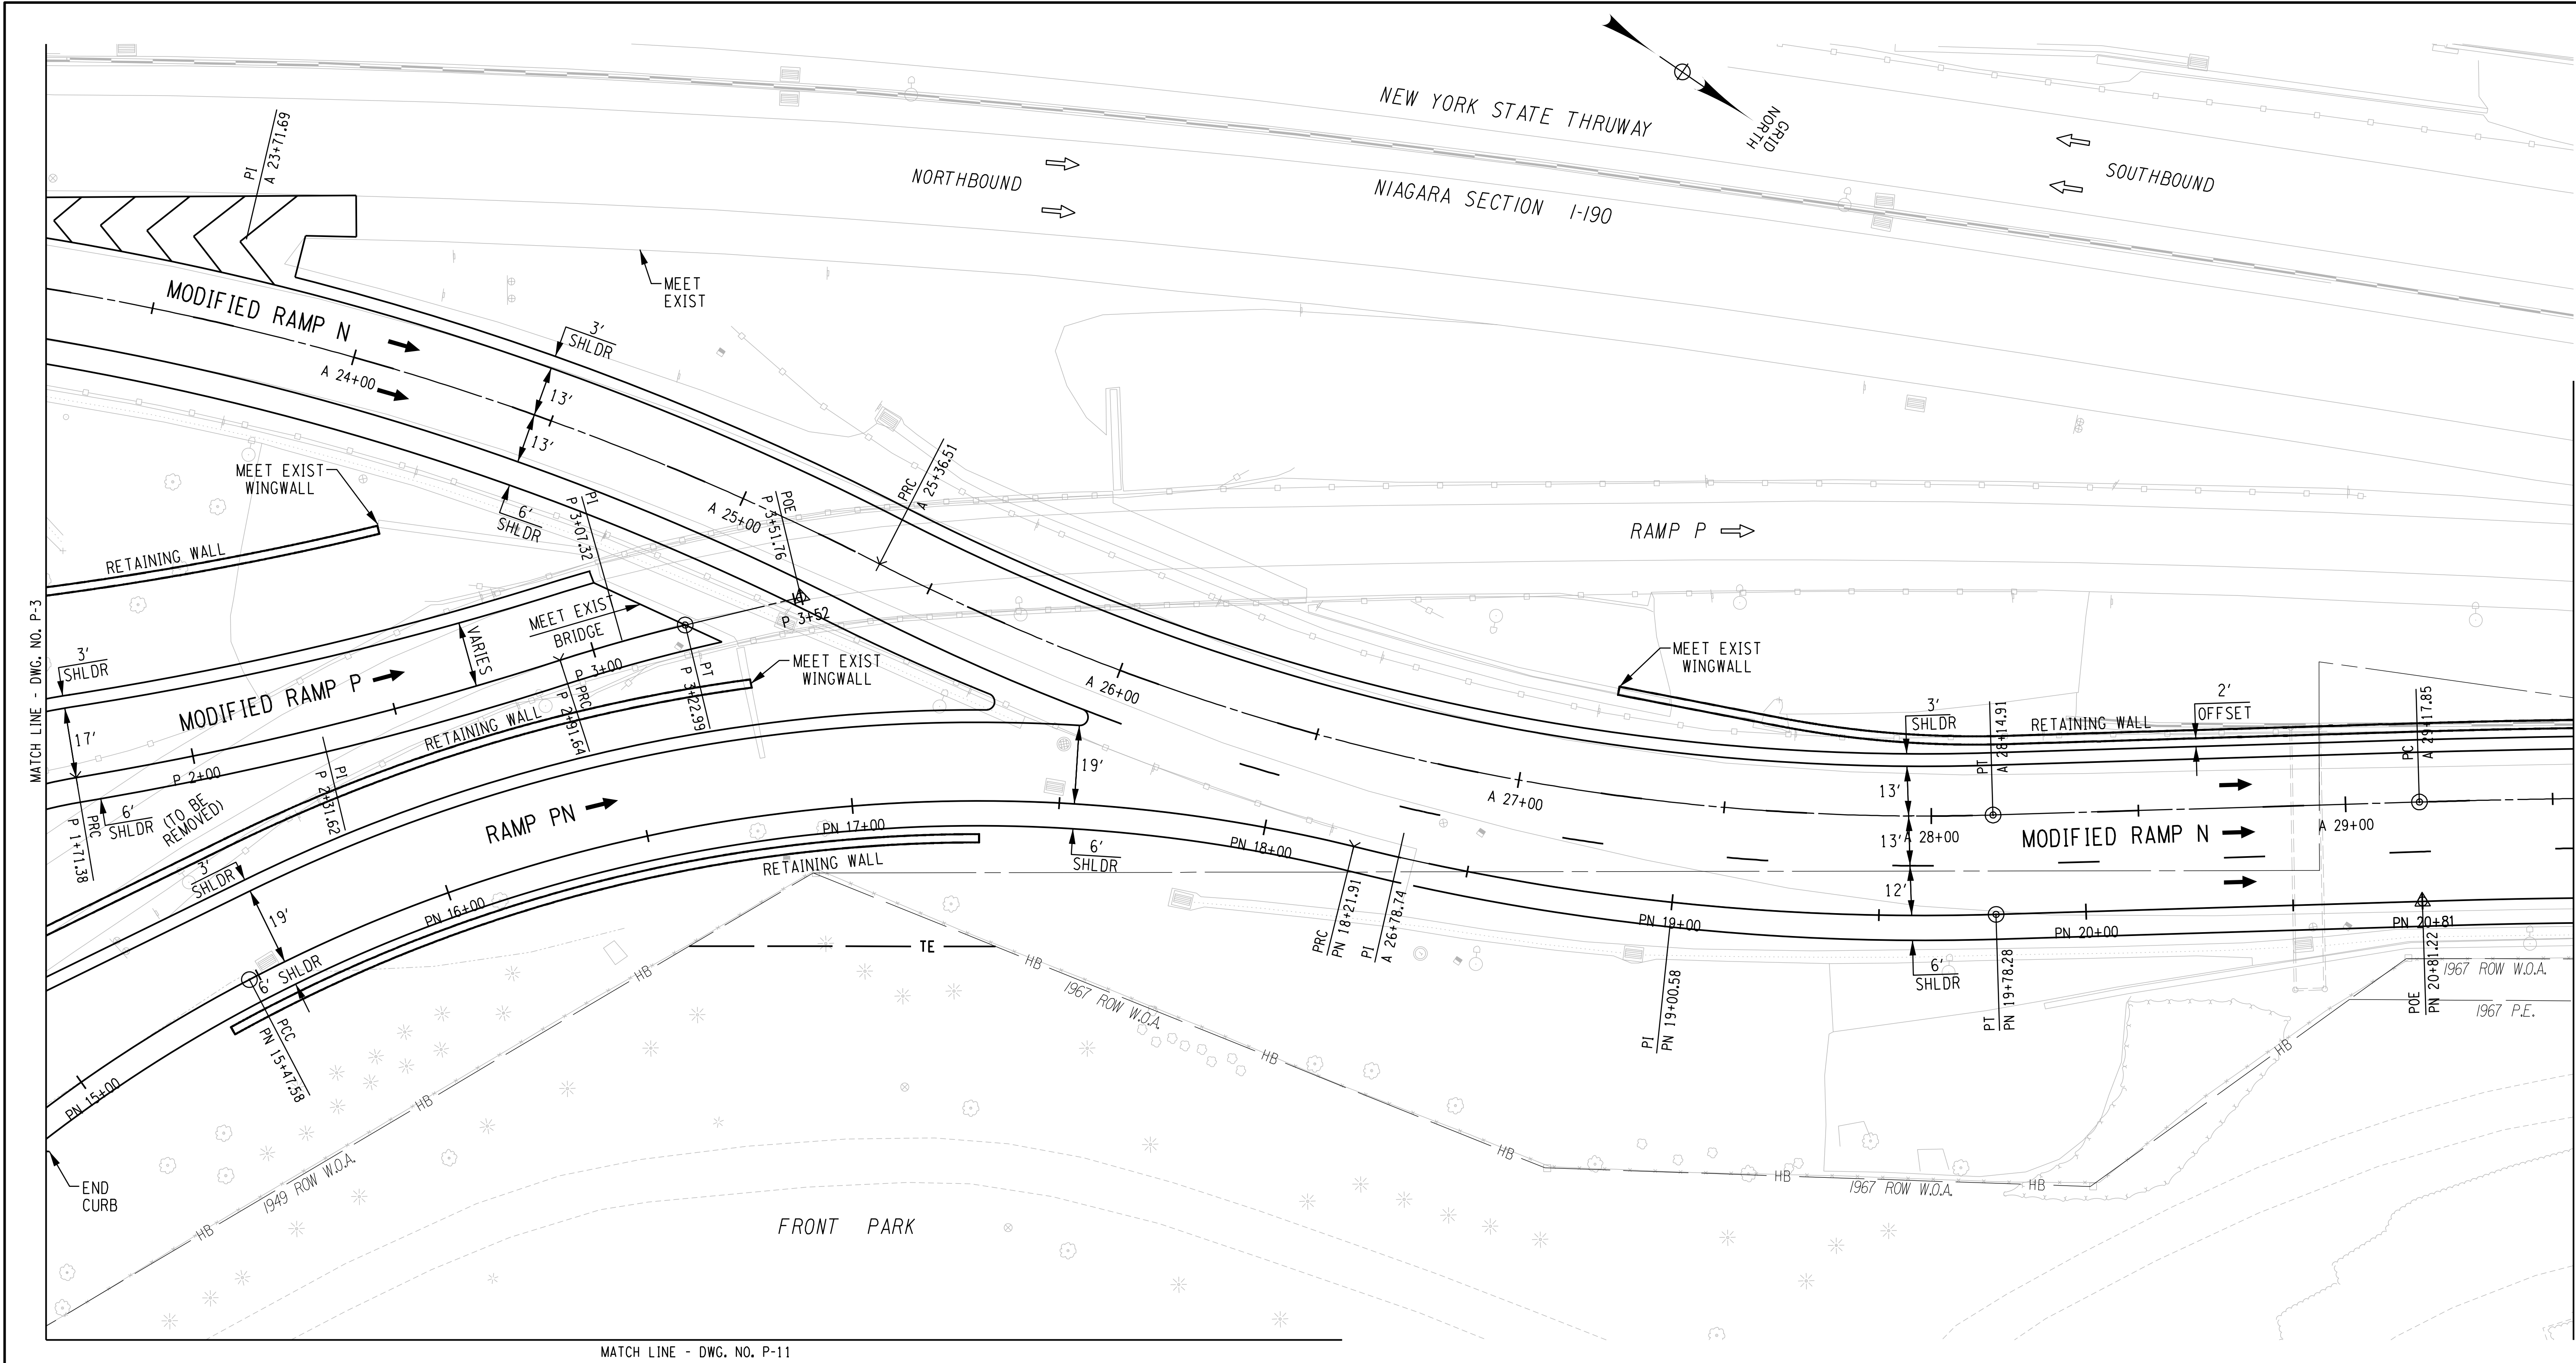 NEW YORK STATE THRUWAY
NIAGARA SECTION I-190
NORTHBOUND
SOUTHBOUND
GRID
NORTH
PI
A 23+71.69
MEET
EXIST
MODIFIED RAMP N
A 24+00
3'
SHLDR
13'
13'
6'
SHLDR
MEET EXIST
WINGWALL
RETAINING WALL
PI
P 3+07.32
A 25+00
POE
P 3+51.76
PRC
A 25+36.51
RAMP P
MATCH LINE - DWG. NO. P-3
3'
SHLDR
MODIFIED RAMP P
VARIES
MEET EXIST
BRIDGE
P 3+52
P 3+00
PT
P 3+22.99
PRC
P 2+91.64
MEET EXIST
WINGWALL
RETAINING WALL
17'
P 2+00
PRC
P 1+71.38
6'
SHLDR
(TO BE
REMOVED)
PI
P 2+31.62
A 26+00
MEET EXIST
WINGWALL
3'
SHLDR
PT
A 28+14.91
RETAINING WALL
2'
OFFSET
PC
A 29+17.85
RAMP PN
PN 17+00
19'
A 27+00
13'
13'
A 28+00
MODIFIED RAMP N
A 29+00
3'
SHLDR
19'
PN 16+00
RETAINING WALL
6'
SHLDR
PN 18+00
PRC
PN 18+21.91
PI
A 26+78.74
12'
PN 19+00
PN 20+00
PN 20+81
6'
SHLDR
PCC
PN 15+47.58
TE
HB
HB
1967 ROW W.O.A.
HB
PI
PN 19+00.58
6'
SHLDR
PT
PN 19+78.28
POE
PN 20+81.22
1967 ROW W.O.A.
1967 P.E.
PN 15+00
HB
HB
HB
HB
1967 ROW W.O.A.
HB
END
CURB
HB
1949 ROW W.O.A.
FRONT PARK
MATCH LINE - DWG. NO. P-11